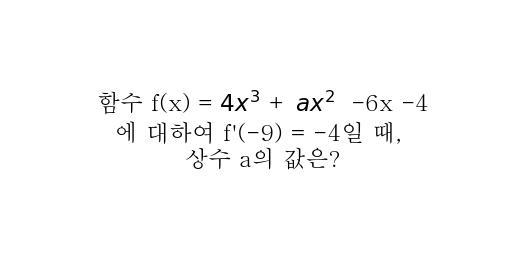 함수 f(x) = 4x³ + ax² -6x -4
에 대하여 f'(-9) = -4일 때,
상수 a의 값은?